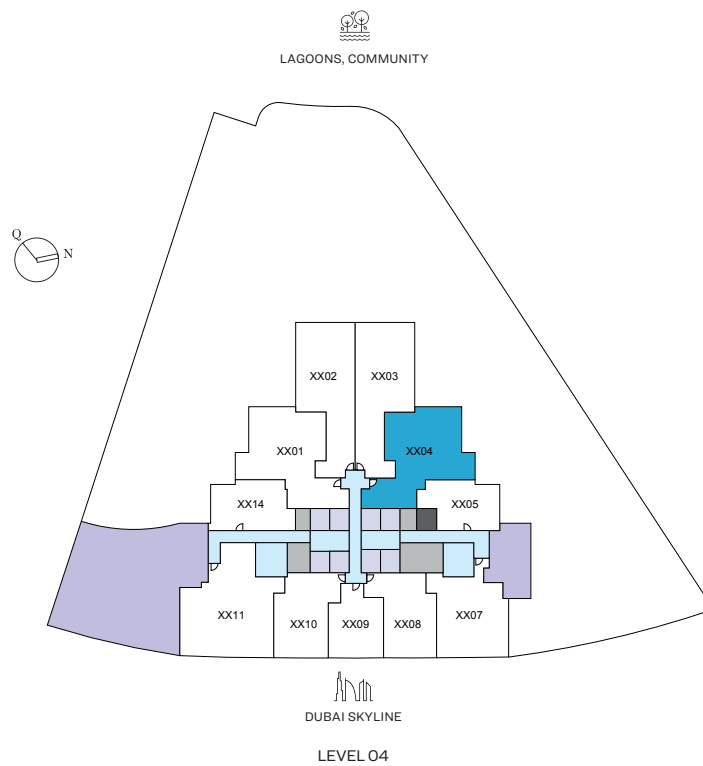 LAGOONS, COMMUNITY
Q
N
XX02
XX03
XX01
XX04
XX14
XX05
XX11
XX10
XX09
XX08
XX07
DUBAI SKYLINE
LEVEL 04